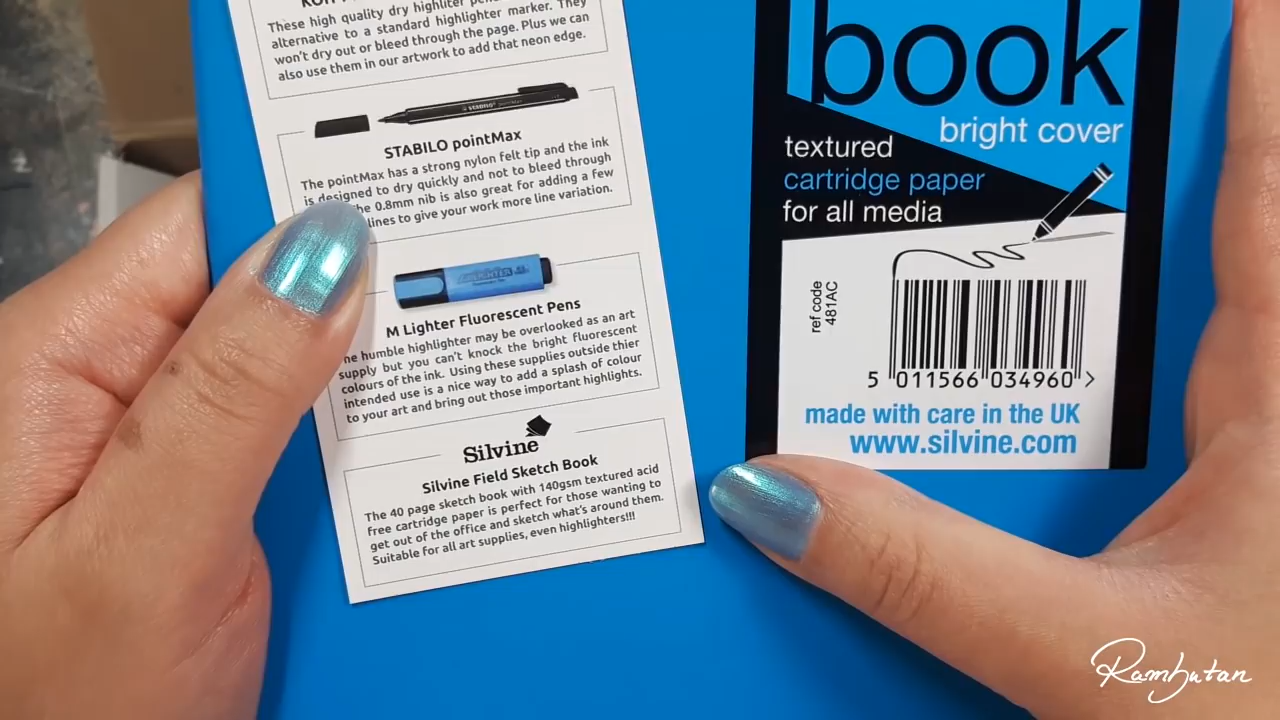 These high quality dry highliter
alternative to a standard highlighter marker. They
won't dry out or bleed through the page. Plus we can
also use them in our artwork to add that neon edge.
STABILO pointMax
STABILO pointMax
The pointMax has a strong nylon felt tip and the ink
is designed to dry quickly and not to bleed through
the 0.8mm nib is also great for adding a few
lines to give your work more line variation.
M Lighter Fluorescent Pens
he humble highlighter may be overlooked as an art
supply but you can't knock the bright fluorescent
colours of the ink. Using these supplies outside thier
intended use is a nice way to add a splash of colour
to your art and bring out those important highlights.
Silvine
Silvine Field Sketch Book
The 40 page sketch book with 140gsm textured acid
free cartridge paper is perfect for those wanting to
get out of the office and sketch what's around them.
Suitable for all art supplies, even highlighters!!!
book
bright cover
textured
cartridge paper
for all media
ref code
481AC
5 011566 034960 >
made with care in the UK
www.silvine.com
Rambutan